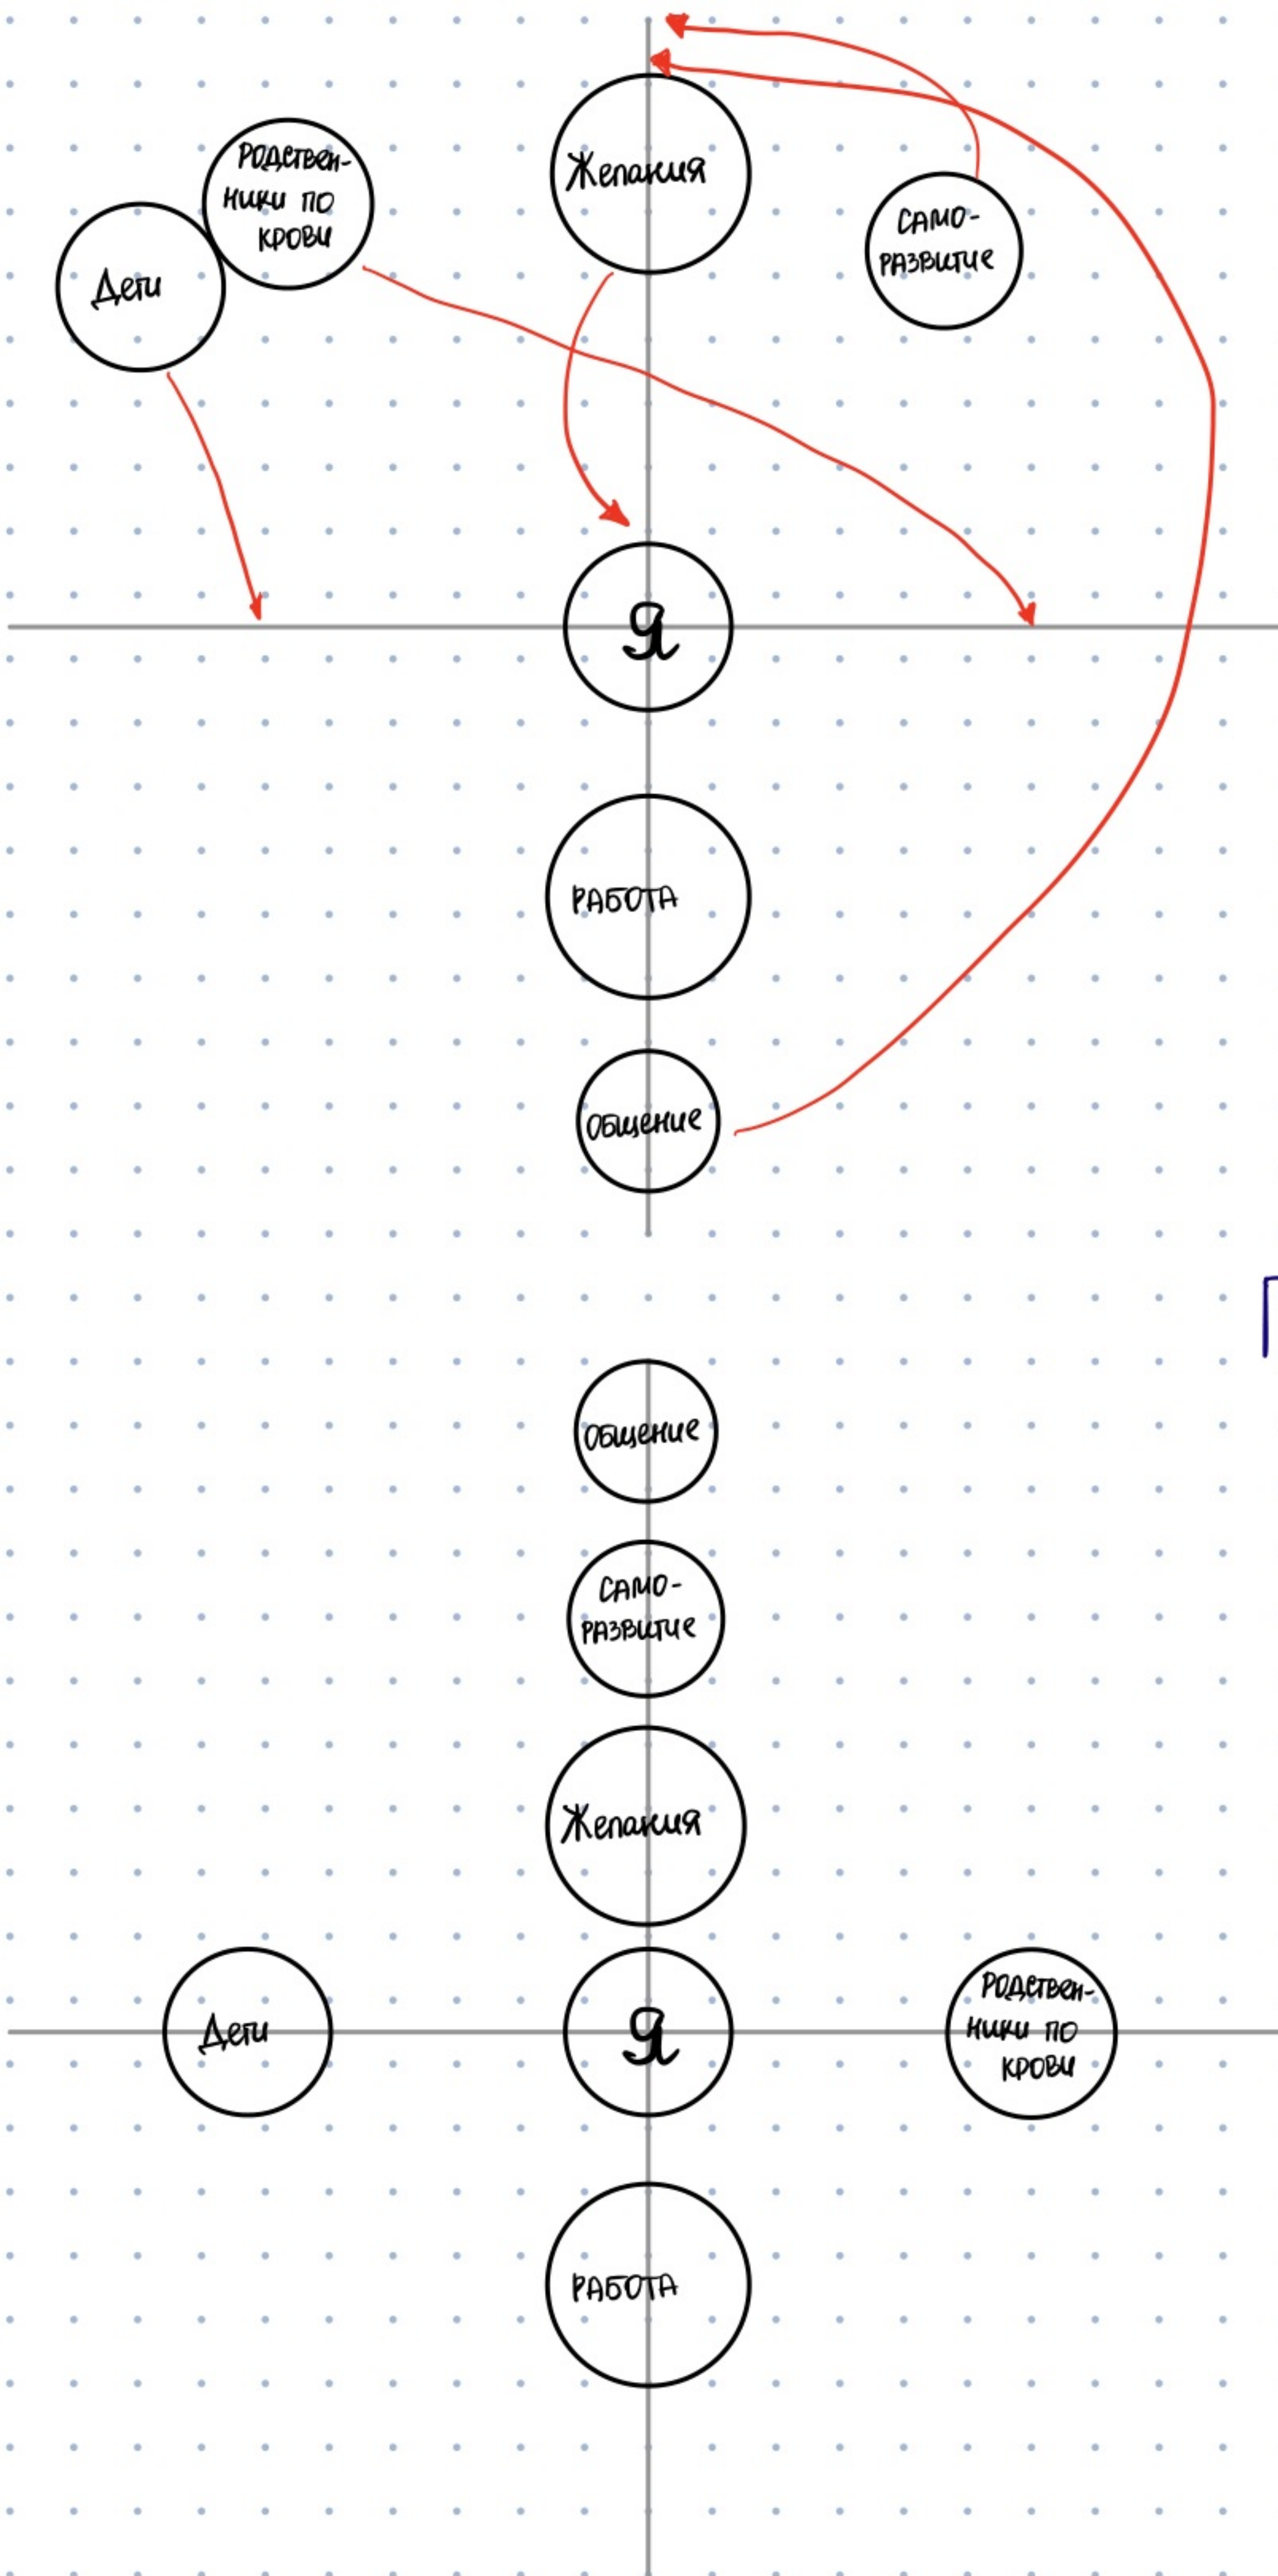 Родствен-
ники по
крови
Желания
САМО-
РАЗВИТИЕ
Дети
Я
РАБОТА
ОБЩЕНИЕ
ОБЩЕНИЕ
САМО-
РАЗВИТИЕ
Желания
Родствен-
ники по
крови
Дети
Я
РАБОТА